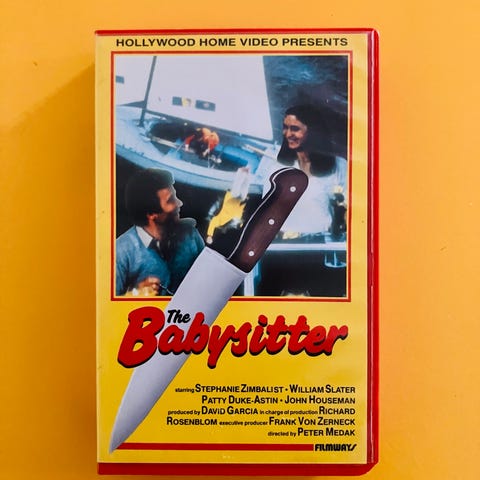 HOLLYWOOD HOME VIDEO PRESENTS
The
Babysitter
starring STEPHANIE ZIMBALIST • WILLIAM SLATER
PATTY DUKE-ASTIN • JOHN HOUSEMAN
produced by DAVID GARCIA in charge of production RICHARD
ROSENBLOM executive producer FRANK VON ZERNECK
directed by PETER MEDAK
FILMWAYS